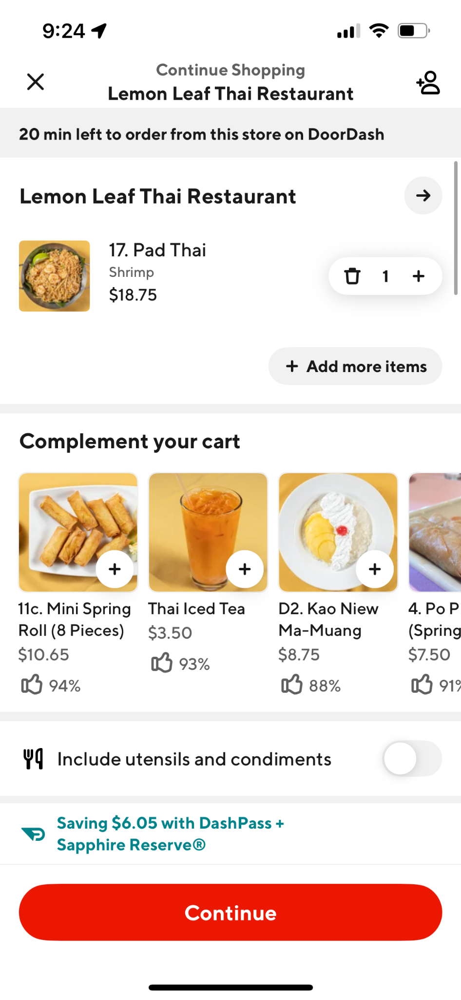 9:24
Continue Shopping
Lemon Leaf Thai Restaurant
20 min left to order from this store on DoorDash
Lemon Leaf Thai Restaurant
17. Pad Thai
Shrimp
$18.75
1
+ Add more items
Complement your cart
11c. Mini Spring
Roll (8 Pieces)
$10.65
94%
Thai Iced Tea
$3.50
93%
D2. Kao Niew
Ma-Muang
$8.75
88%
4. Po P
(Spring
$7.50
91%
Include utensils and condiments
Saving $6.05 with DashPass +
Sapphire Reserve®
Continue